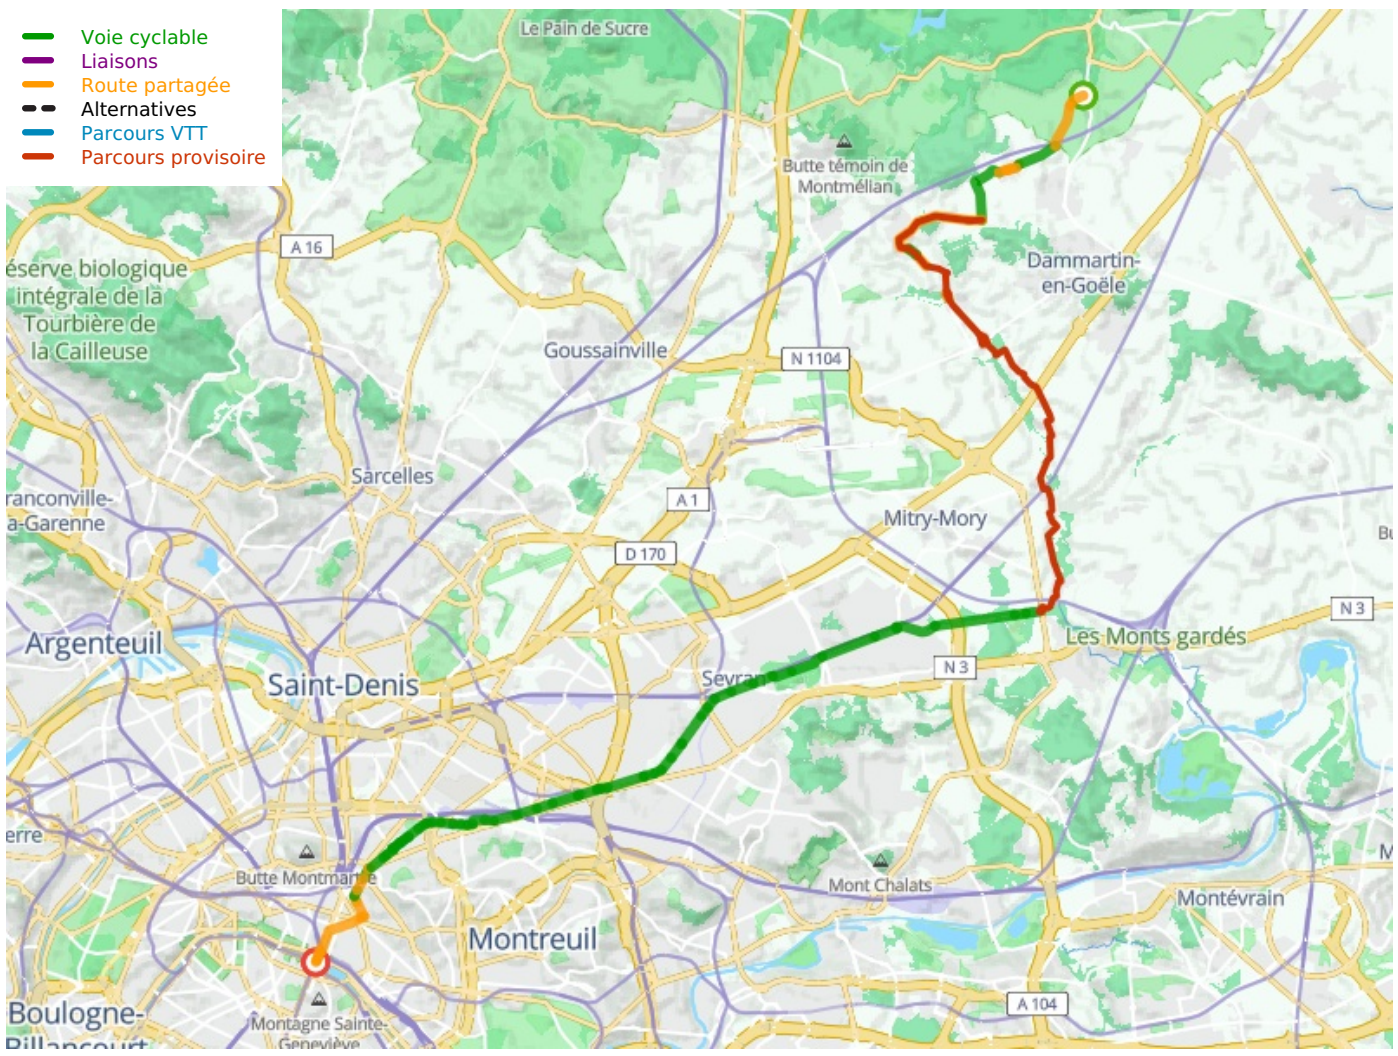 Voie cyclable
Liaisons
Route partagée
Alternatives
Parcours VTT
Parcours provisoire
Le Pain de Sucre
Butte témoin de
Montmélian
A 16
éserve biologique
intégrale de la
Tourbière de
la Cailleuse
Dammartin-
en-Goële
Goussainville
N 1104
Sarcelles
A 1
ranconville-
a-Garenne
Mitry-Mory
D 170
Bu
N 3
Argenteuil
Les Monts gardés
Saint-Denis
Sevran
N 3
erre
Butte Montmartre
Mont Chalats
M
Montévrain
Montreuil
A 104
Boulogne-
Billancourt
Montagne Sainte-
Geneviève